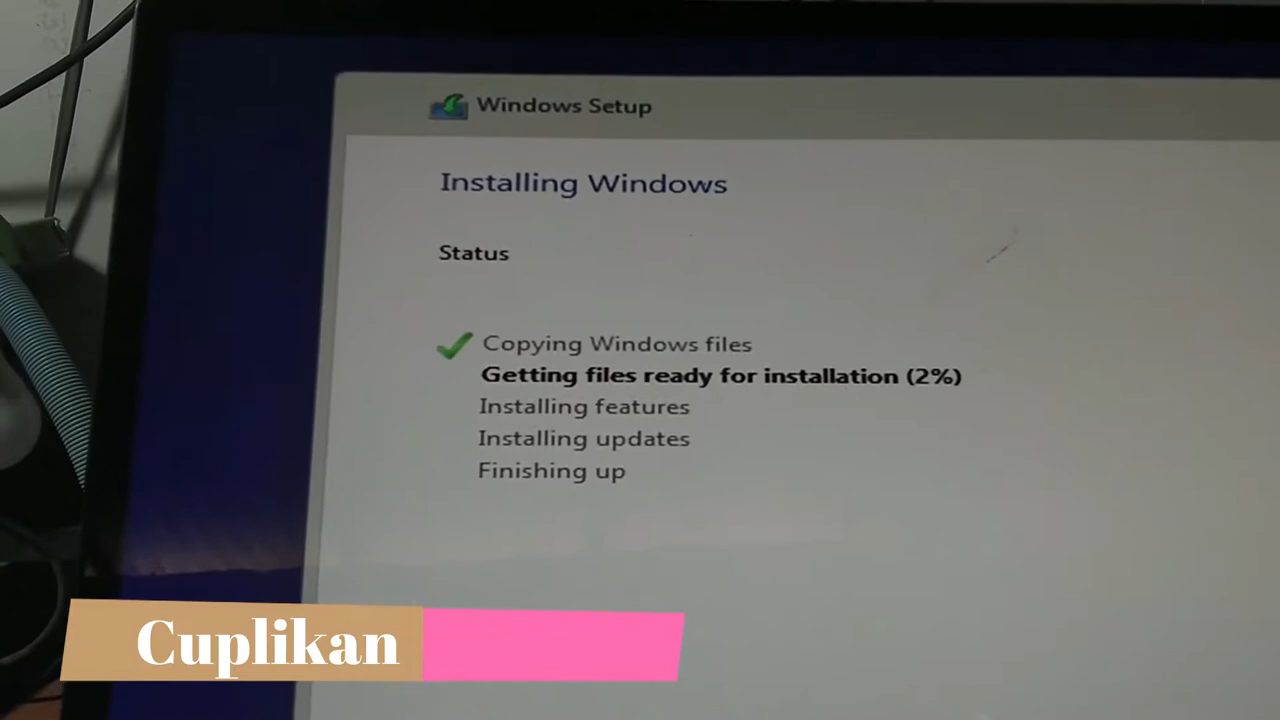 Windows Setup
Installing Windows
Status
Copying Windows files
Getting files ready for installation (2%)
Installing features
Installing updates
Finishing up
Cuplikan